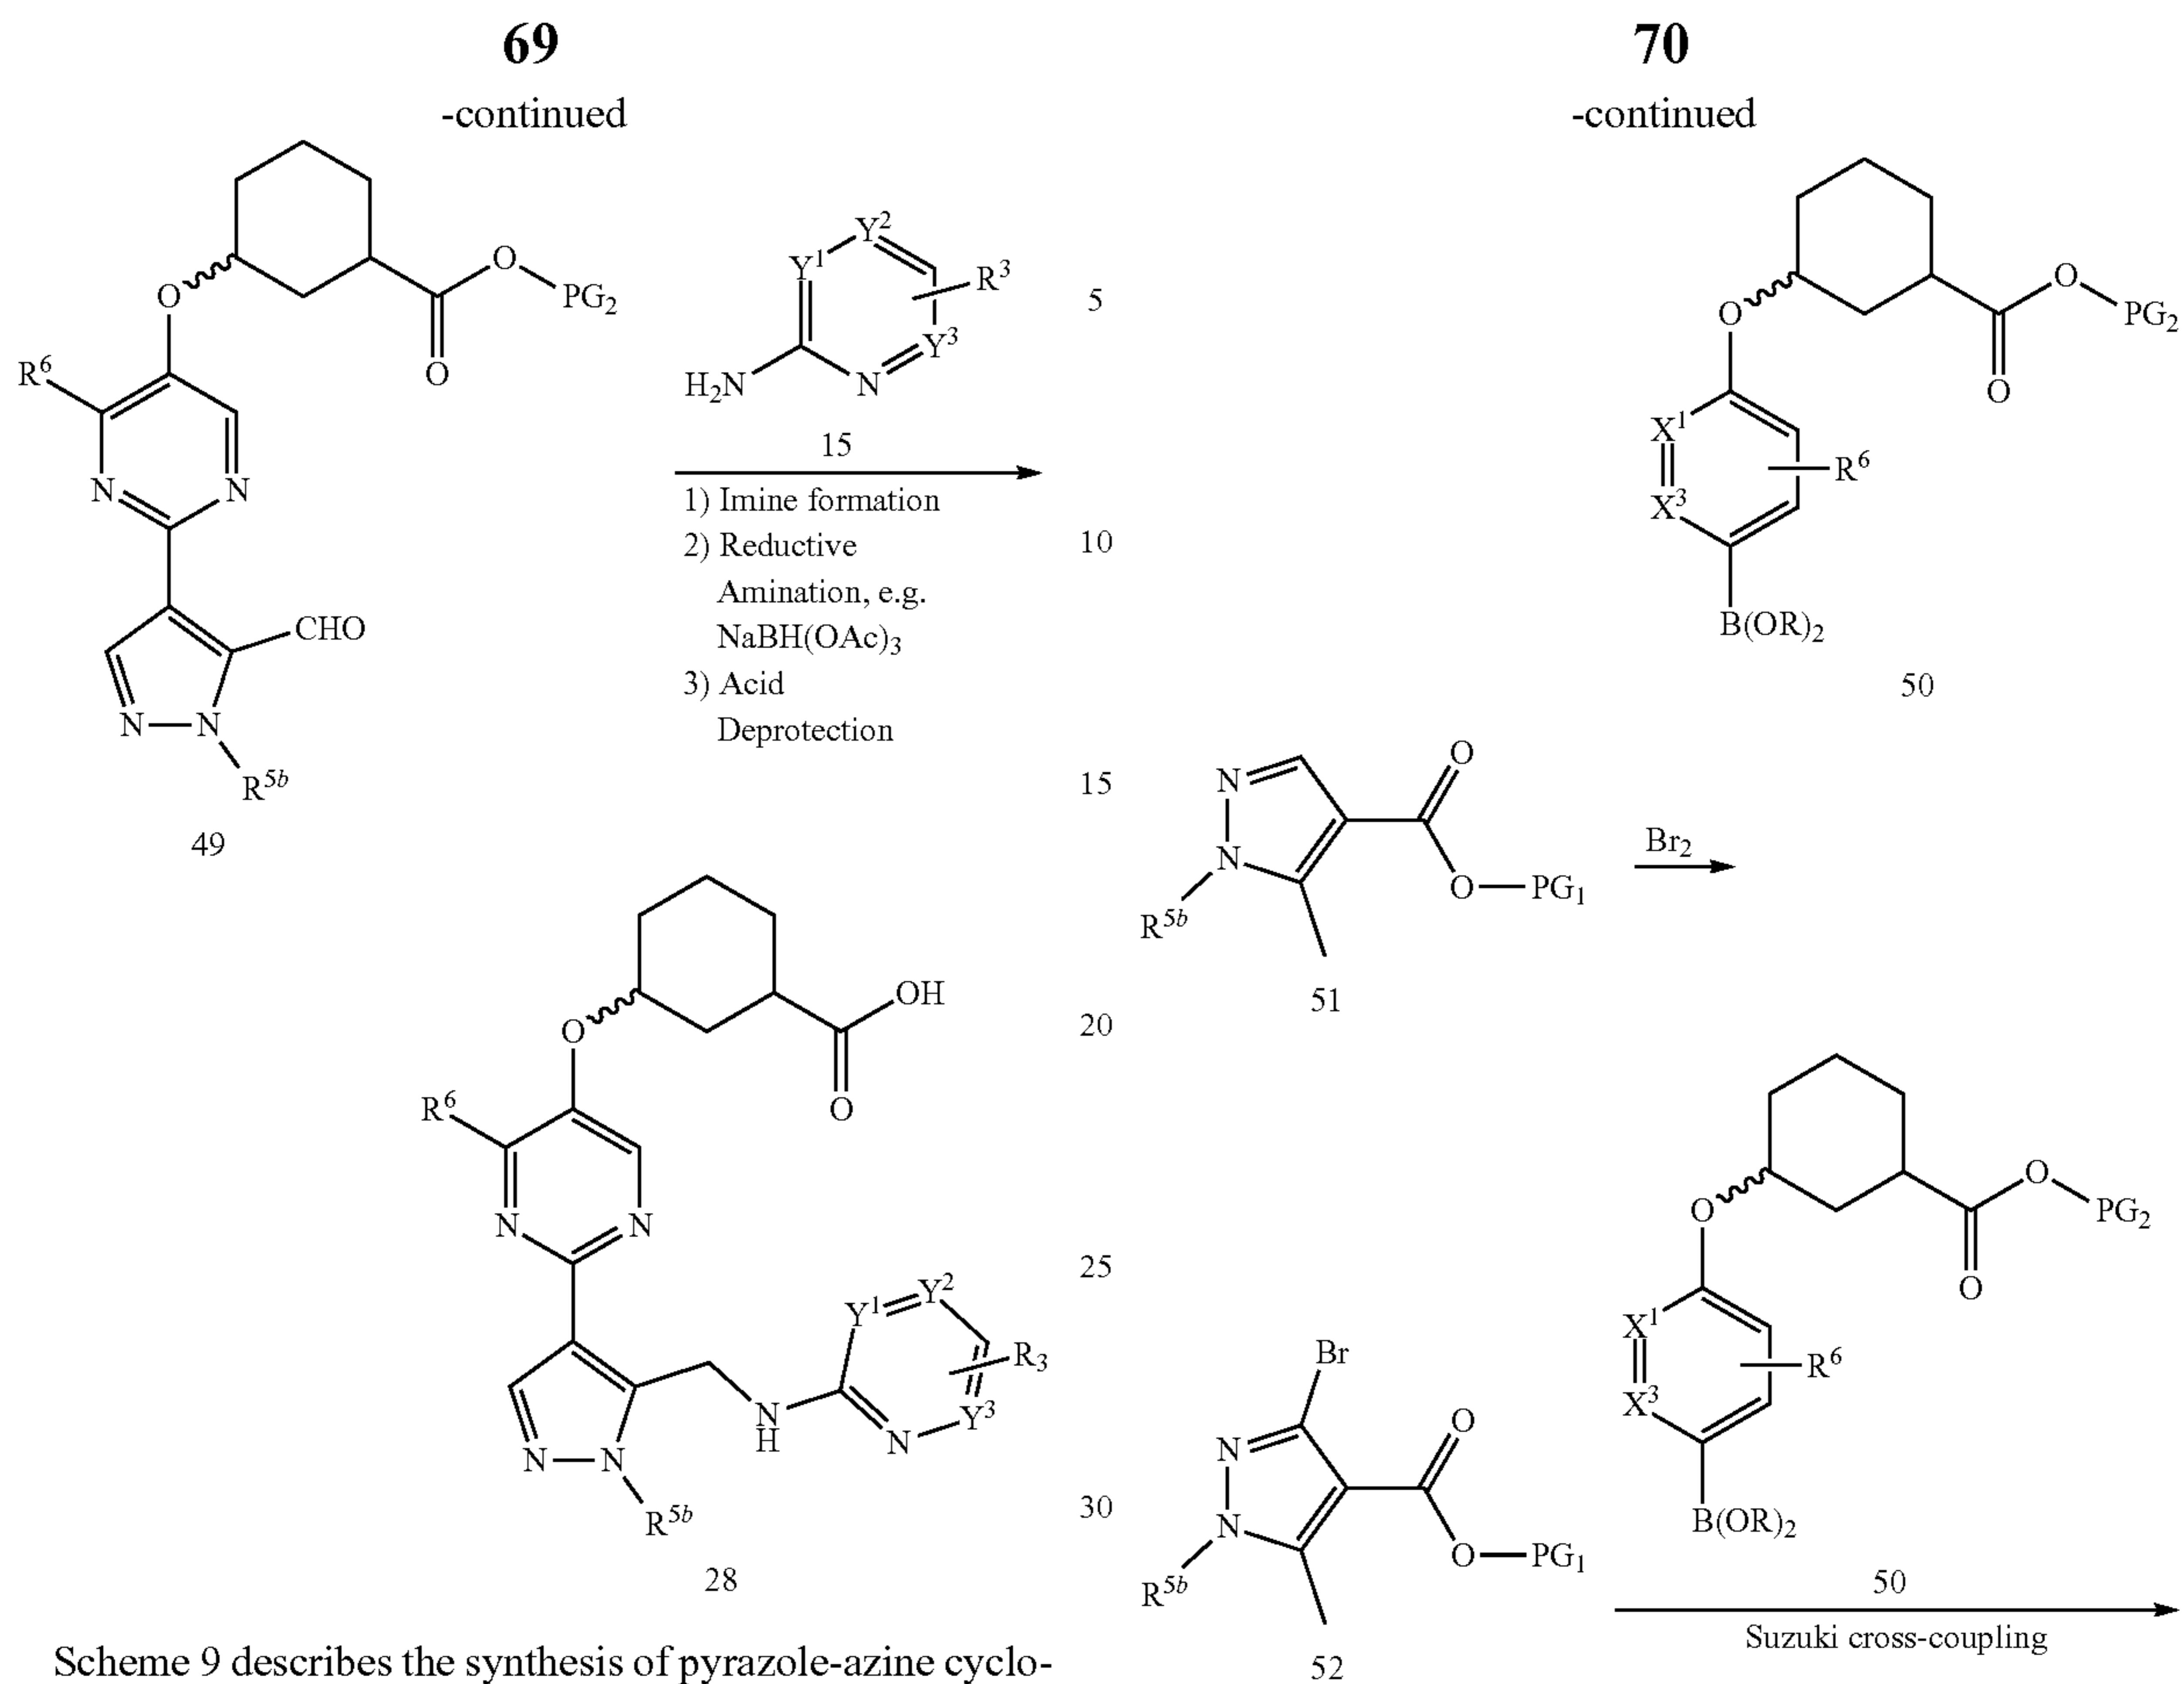 69
-continued
O
PG₂
O
O
R⁶
N
N
CHO
N
N
R⁵ᵇ
49
Y²
Y¹
R³
Y³
H₂N
N
15
1) Imine formation
2) Reductive
Amination, e.g.
NaBH(OAc)₃
3) Acid
Deprotection
OH
O
O
R⁶
N
N
Y²
Y¹
R₃
Y³
N
H
N
N
N
R⁵ᵇ
28
Scheme 9 describes the synthesis of pyrazole-azine cyclo-
5
10
15
20
25
30
70
-continued
O
PG₂
O
O
X¹
R⁶
X³
B(OR)₂
50
O
N
N
O
PG₁
R⁵ᵇ
51
Br₂
Br
O
N
N
O
PG₁
R⁵ᵇ
52
O
PG₂
O
O
X¹
R⁶
X³
B(OR)₂
50
Suzuki cross-coupling